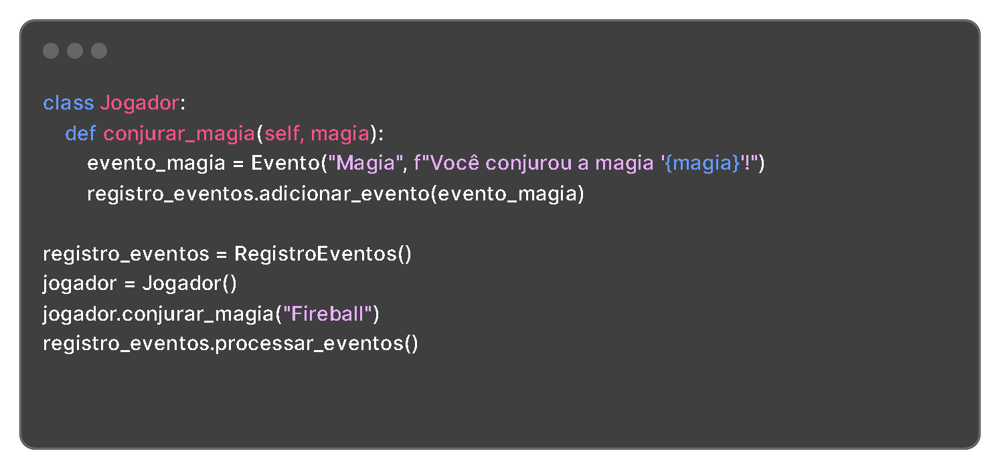 class Jogador:
    def conjurar_magia(self, magia):
        evento_magia = Evento("Magia", f"Você conjurou a magia '{magia}'!")
        registro_eventos.adicionar_evento(evento_magia)

registro_eventos = RegistroEventos()
jogador = Jogador()
jogador.conjurar_magia("Fireball")
registro_eventos.processar_eventos()